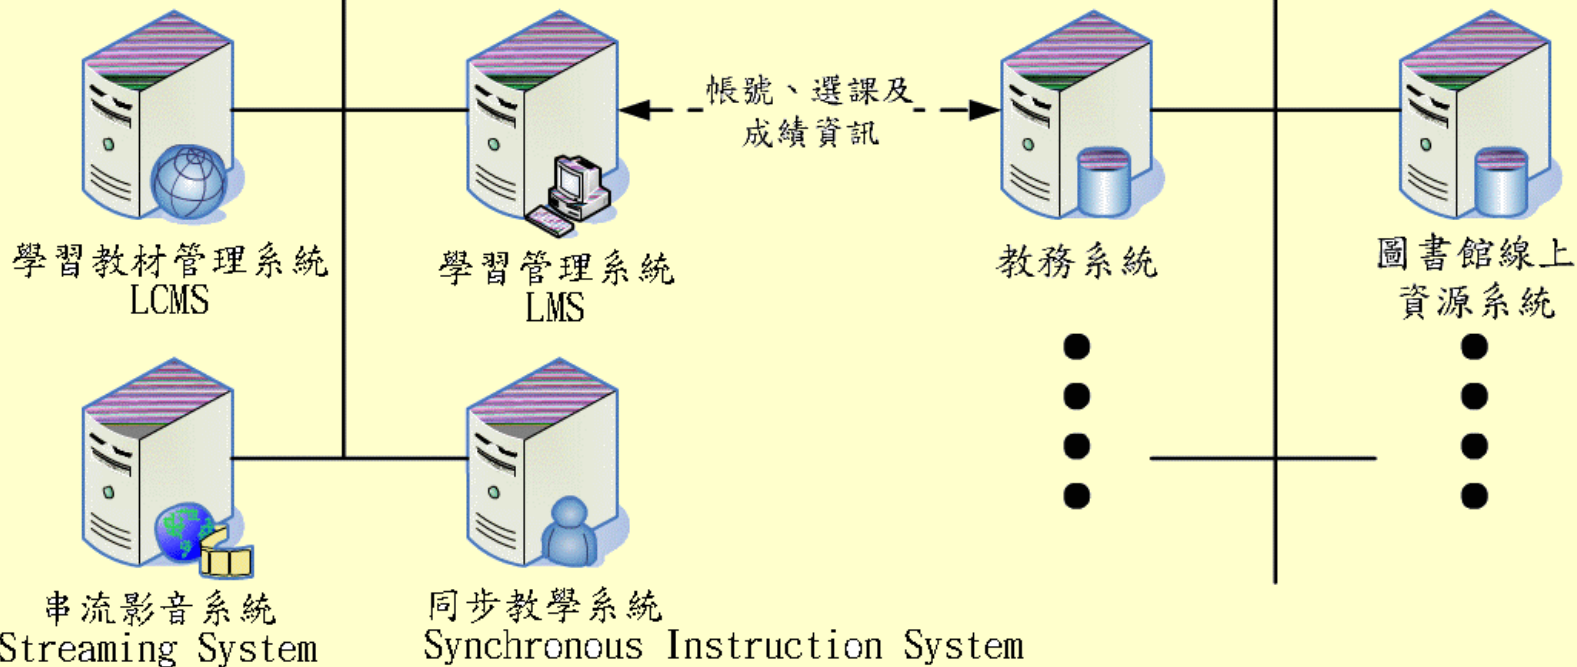 帳號、選課及
成績資訊
學習教材管理系統
LCMS
學習管理系統
LMS
教務系統
圖書館線上
資源系統
串流影音系統
Streaming System
同步教學系統
Synchronous Instruction System